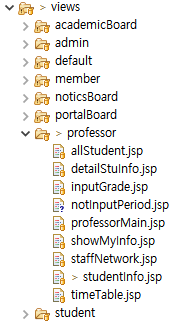 > views
academicBoard
admin
default
member
noticsBoard
portalBoard
> professor
allStudent.jsp
detailStuInfo.jsp
inputGrade.jsp
notInputPeriod.jsp
professorMain.jsp
showMyInfo.jsp
staffNetwork.jsp
> studentInfo.jsp
timeTable.jsp
student